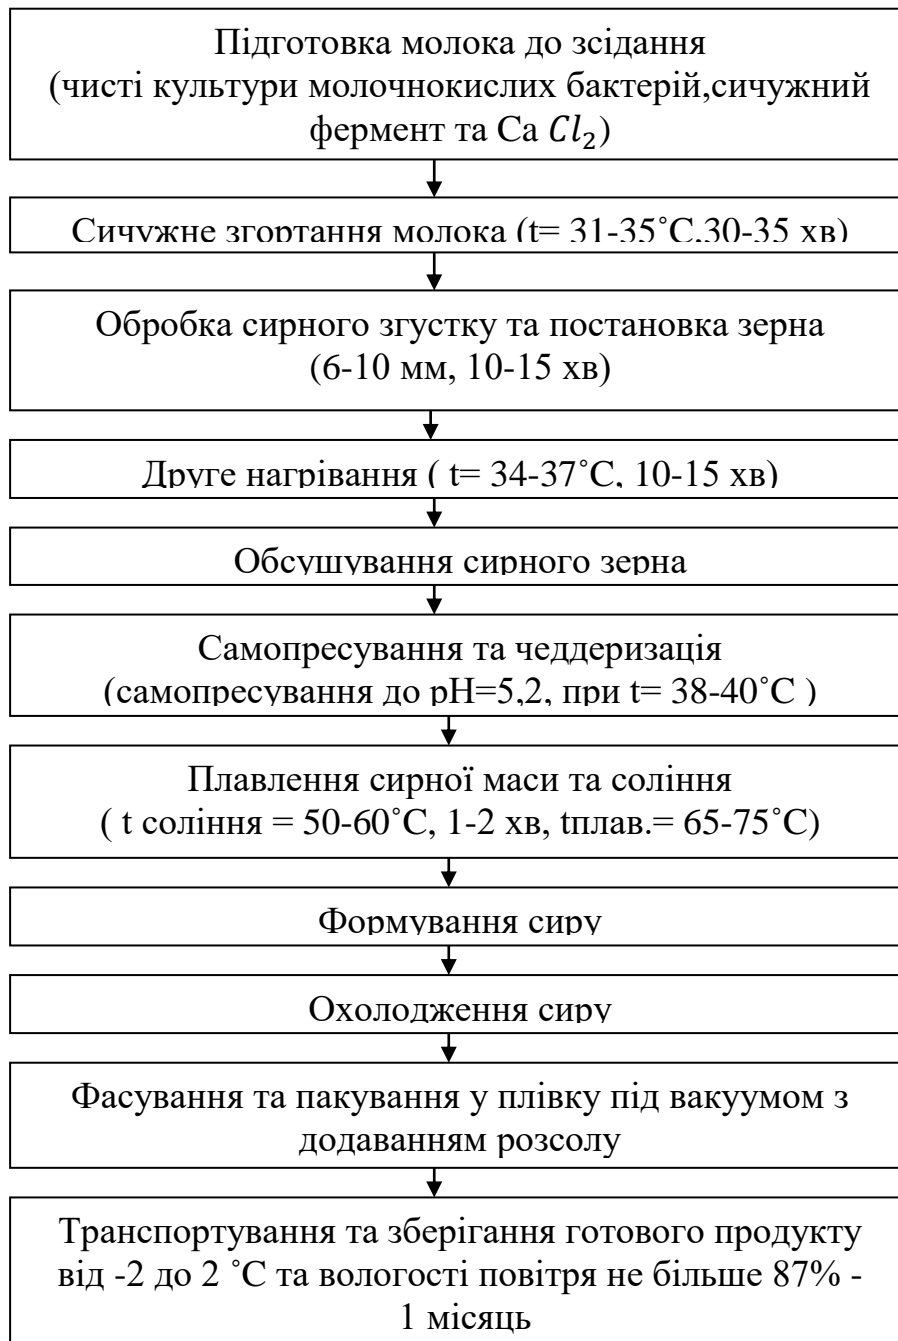 Підготовка молока до зсідання
(чисті культури молочнокислих бактерій,сичужний
фермент та Ca Cl₂)
Сичужне згортання молока (t= 31-35˚C,30-35 хв)
Обробка сирного згустку та постановка зерна
(6-10 мм, 10-15 хв)
Друге нагрівання ( t= 34-37˚C, 10-15 хв)
Обсушування сирного зерна
Самопресування та чеддеризація
(самопресування до pH=5,2, при t= 38-40˚C )
Плавлення сирної маси та соління
( t соління = 50-60˚C, 1-2 хв, tплав.= 65-75˚C)
Формування сиру
Охолодження сиру
Фасування та пакування у плівку під вакуумом з
додаванням розсолу
Транспортування та зберігання готового продукту
від -2 до 2 ˚C та вологості повітря не більше 87% -
1 місяць